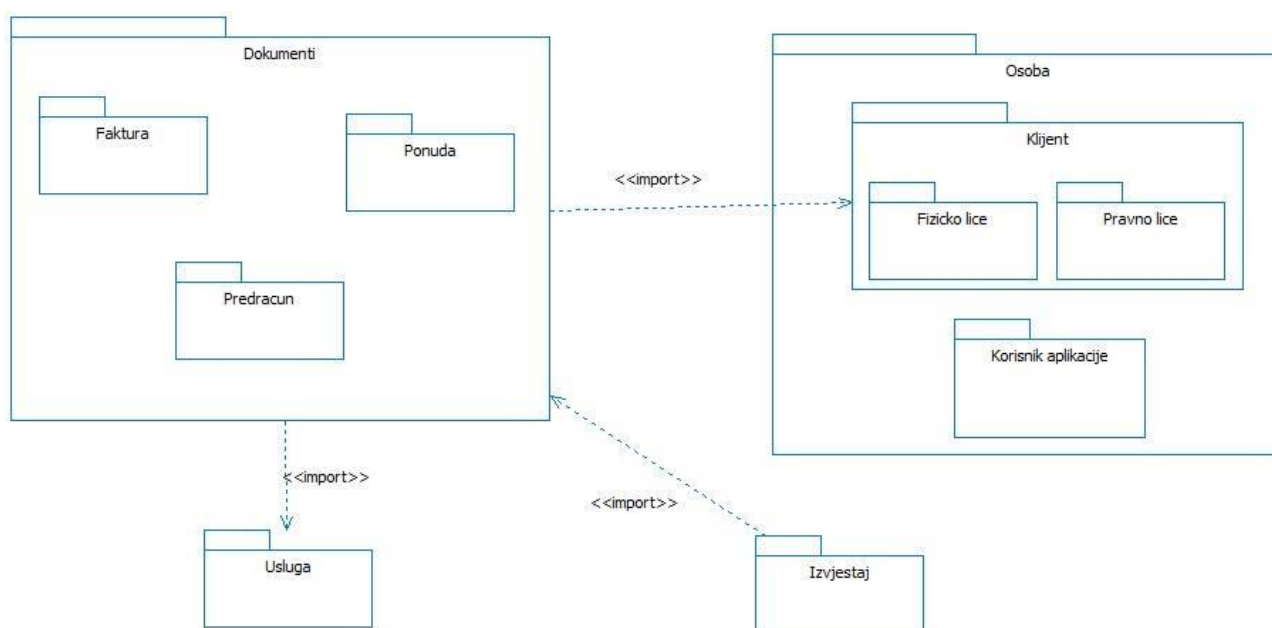 Dokumenti
Osoba
Faktura
Ponuda
Klijent
<<import>>
Fizicko lice
Pravno lice
Predracun
Korisnik aplikacije
<<import>>
<<import>>
Usluga
Izvjestaj